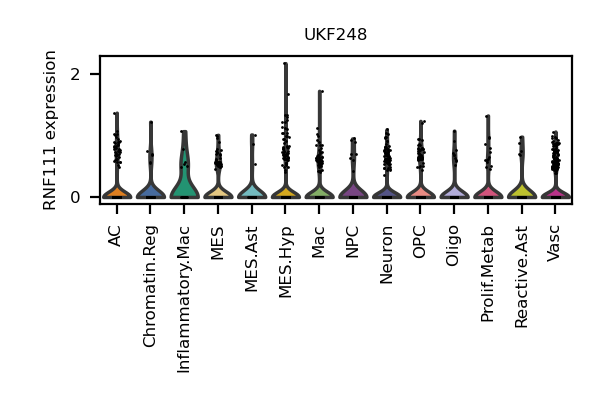 UKF248
RNF111 expression
2
0
AC
Chromatin.Reg
Inflammatory.Mac
MES
MES.Ast
MES.Hyp
Mac
NPC
Neuron
OPC
Oligo
Prolif.Metab
Reactive.Ast
Vasc